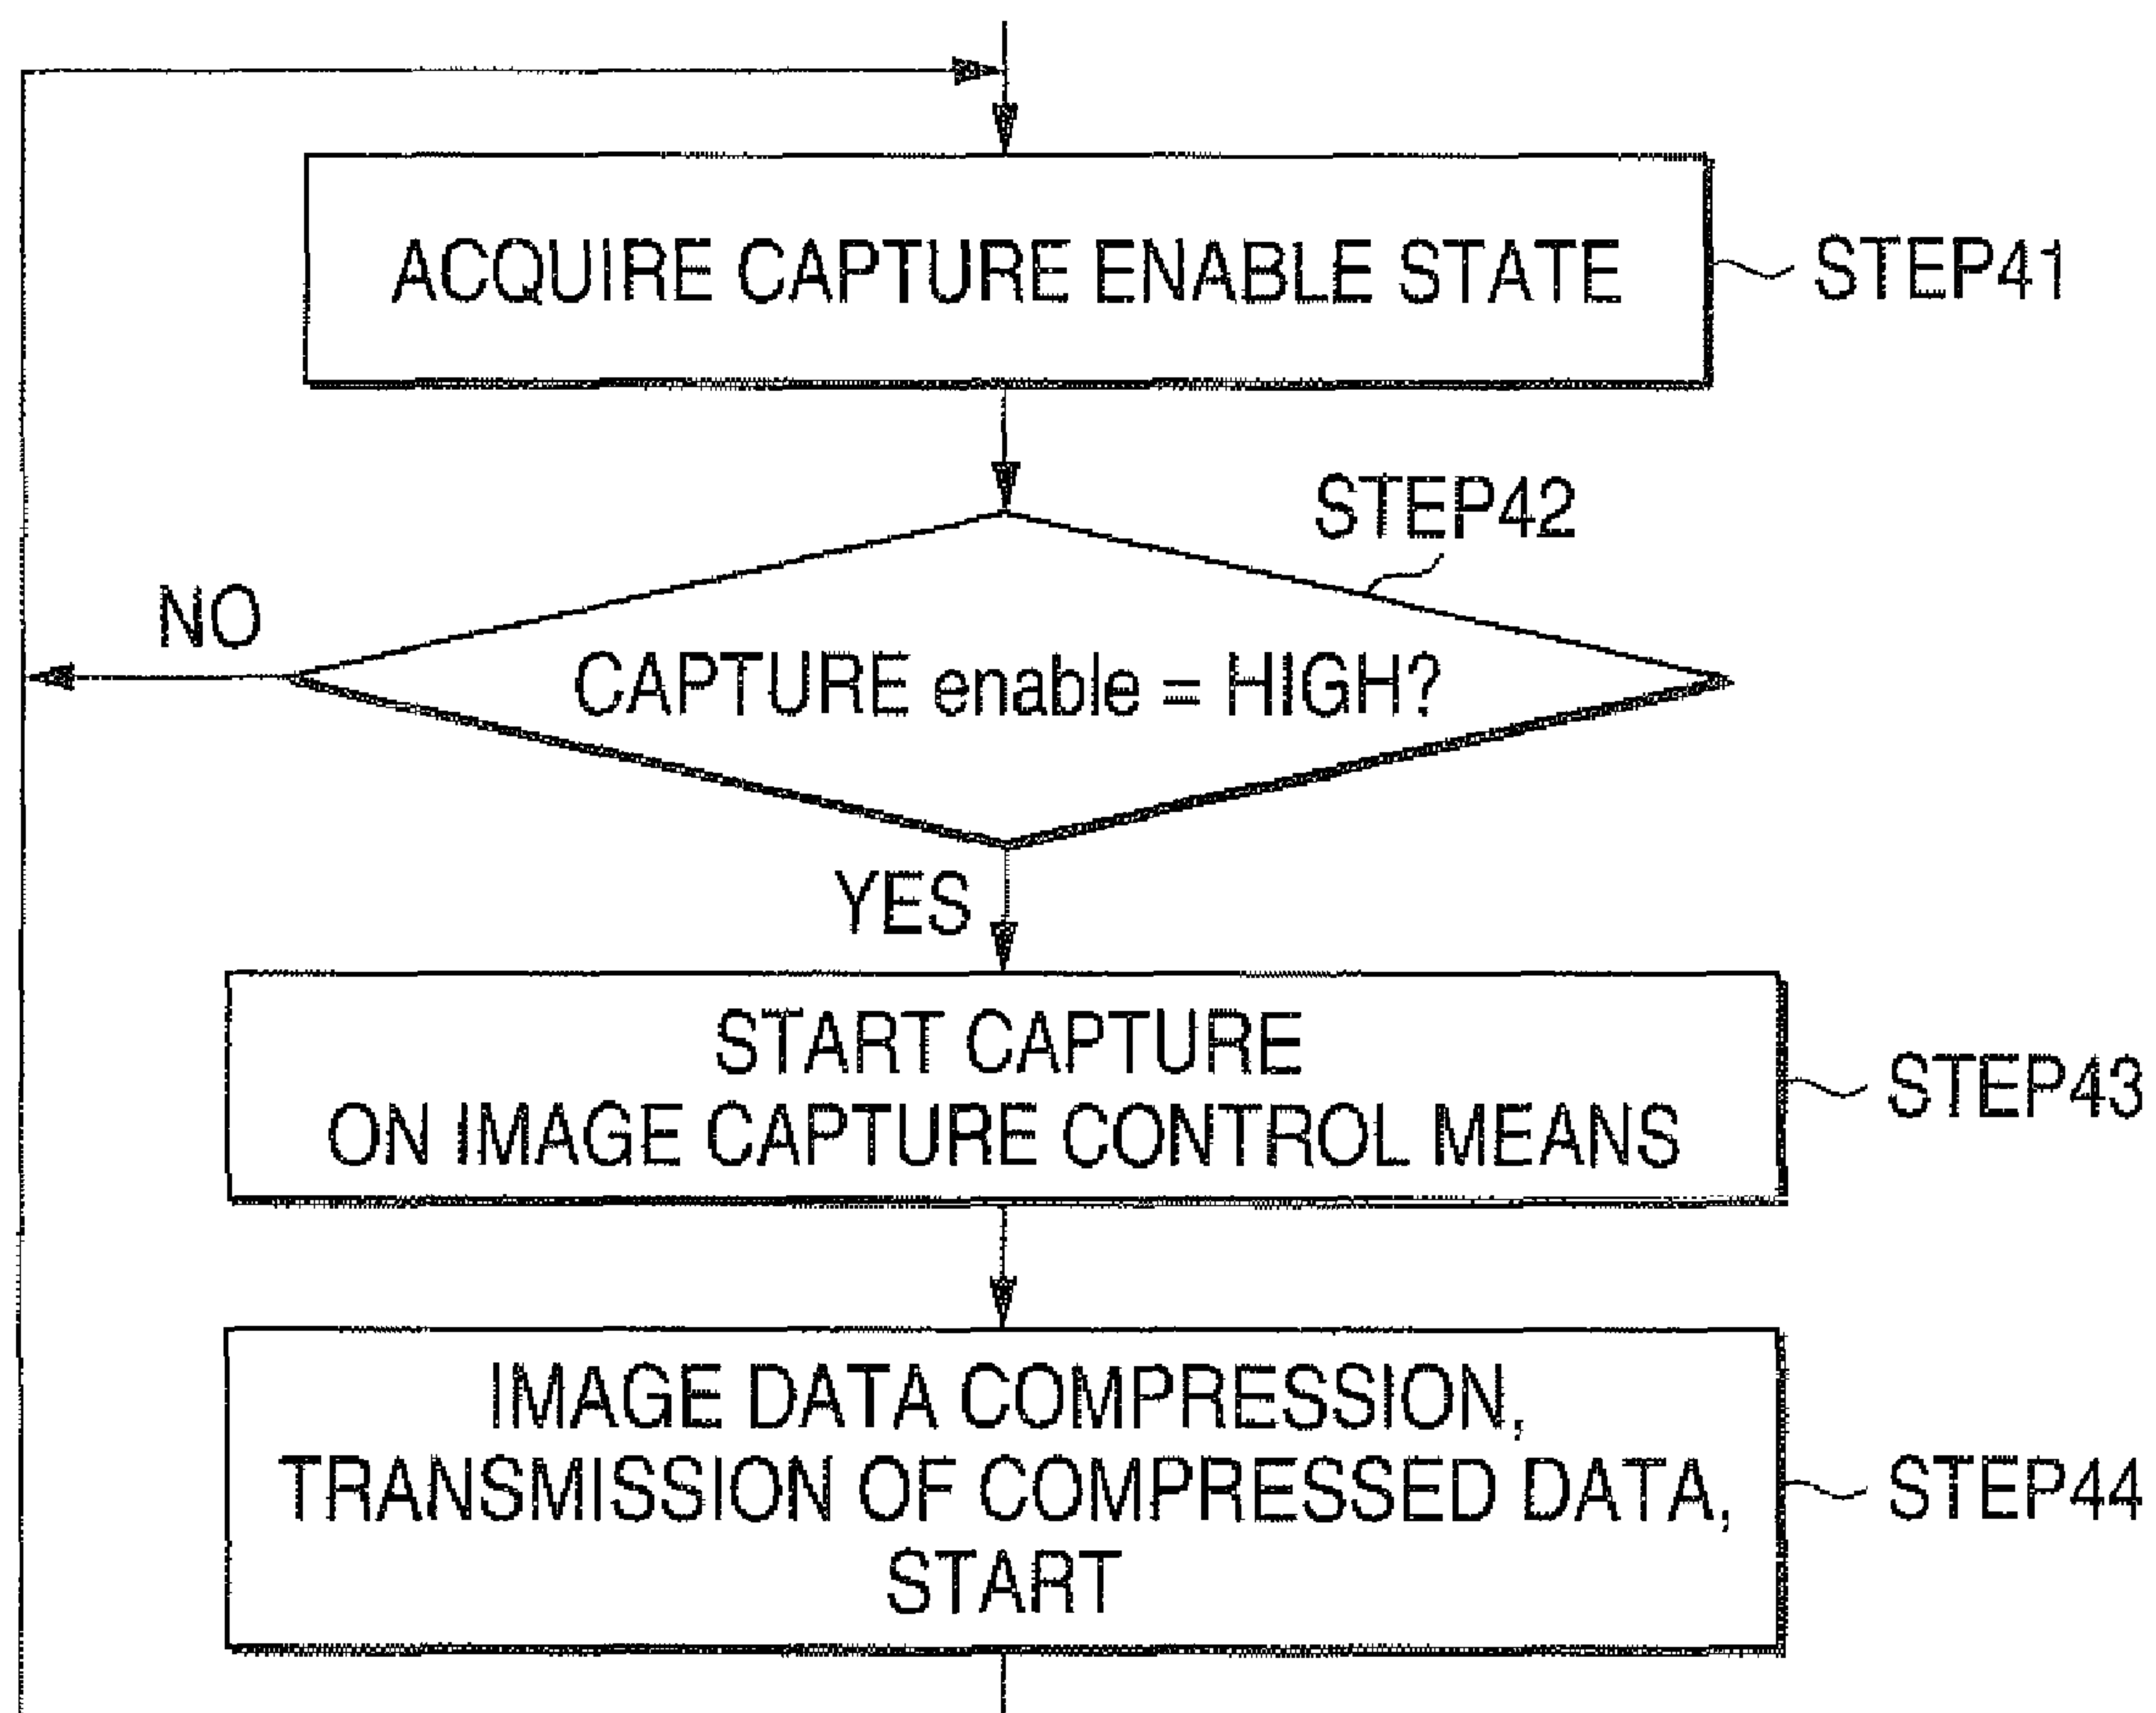 ACQUIRE CAPTURE ENABLE STATE
STEP41
STEP42
NO
CAPTURE enable = HIGH?
YES
START CAPTURE
ON IMAGE CAPTURE CONTROL MEANS
STEP43
IMAGE DATA COMPRESSION,
TRANSMISSION OF COMPRESSED DATA,
START
STEP44